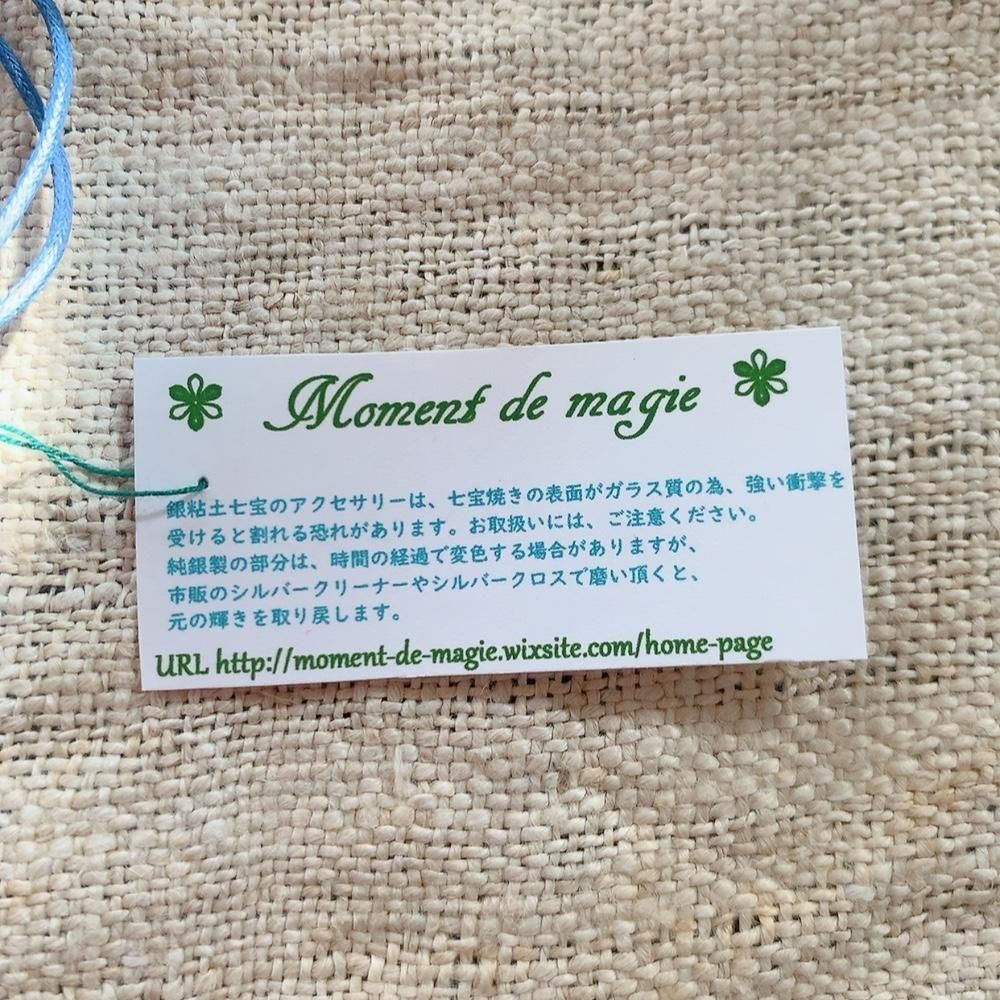 Moment de magie
銀粘土七宝のアクセサリーは、七宝焼きの表面がガラス質の為、強い衝撃を
受けると割れる恐れがあります。お取扱いには、ご注意ください。
純銀製の部分は、時間の経過で変色する場合がありますが、
市販のシルバークリーナーやシルバークロスで磨い頂くと、
元の輝きを取り戻します。
URL http://moment-de-magie.wixsite.com/home-page